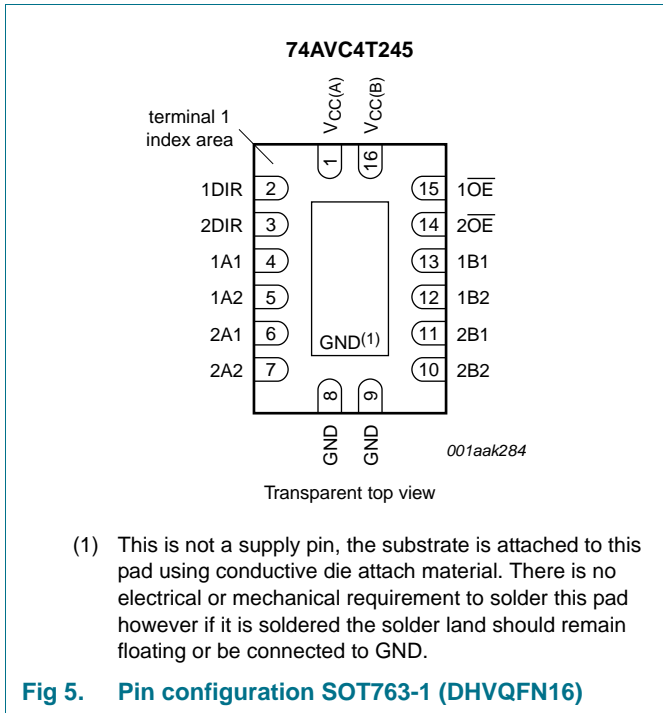 74AVC4T245
terminal 1
index area
VCC(A)
VCC(B)
1
16
1DIR 2
15 1O̅E̅
2DIR 3
14 2O̅E̅
1A1 4
13 1B1
1A2 5
12 1B2
2A1 6
11 2B1
2A2 7
10 2B2
GND(1)
8
9
GND
GND
001aak284
Transparent top view
(1) This is not a supply pin, the substrate is attached to this
pad using conductive die attach material. There is no
electrical or mechanical requirement to solder this pad
however if it is soldered the solder land should remain
floating or be connected to GND.
Fig 5. Pin configuration SOT763-1 (DHVQFN16)